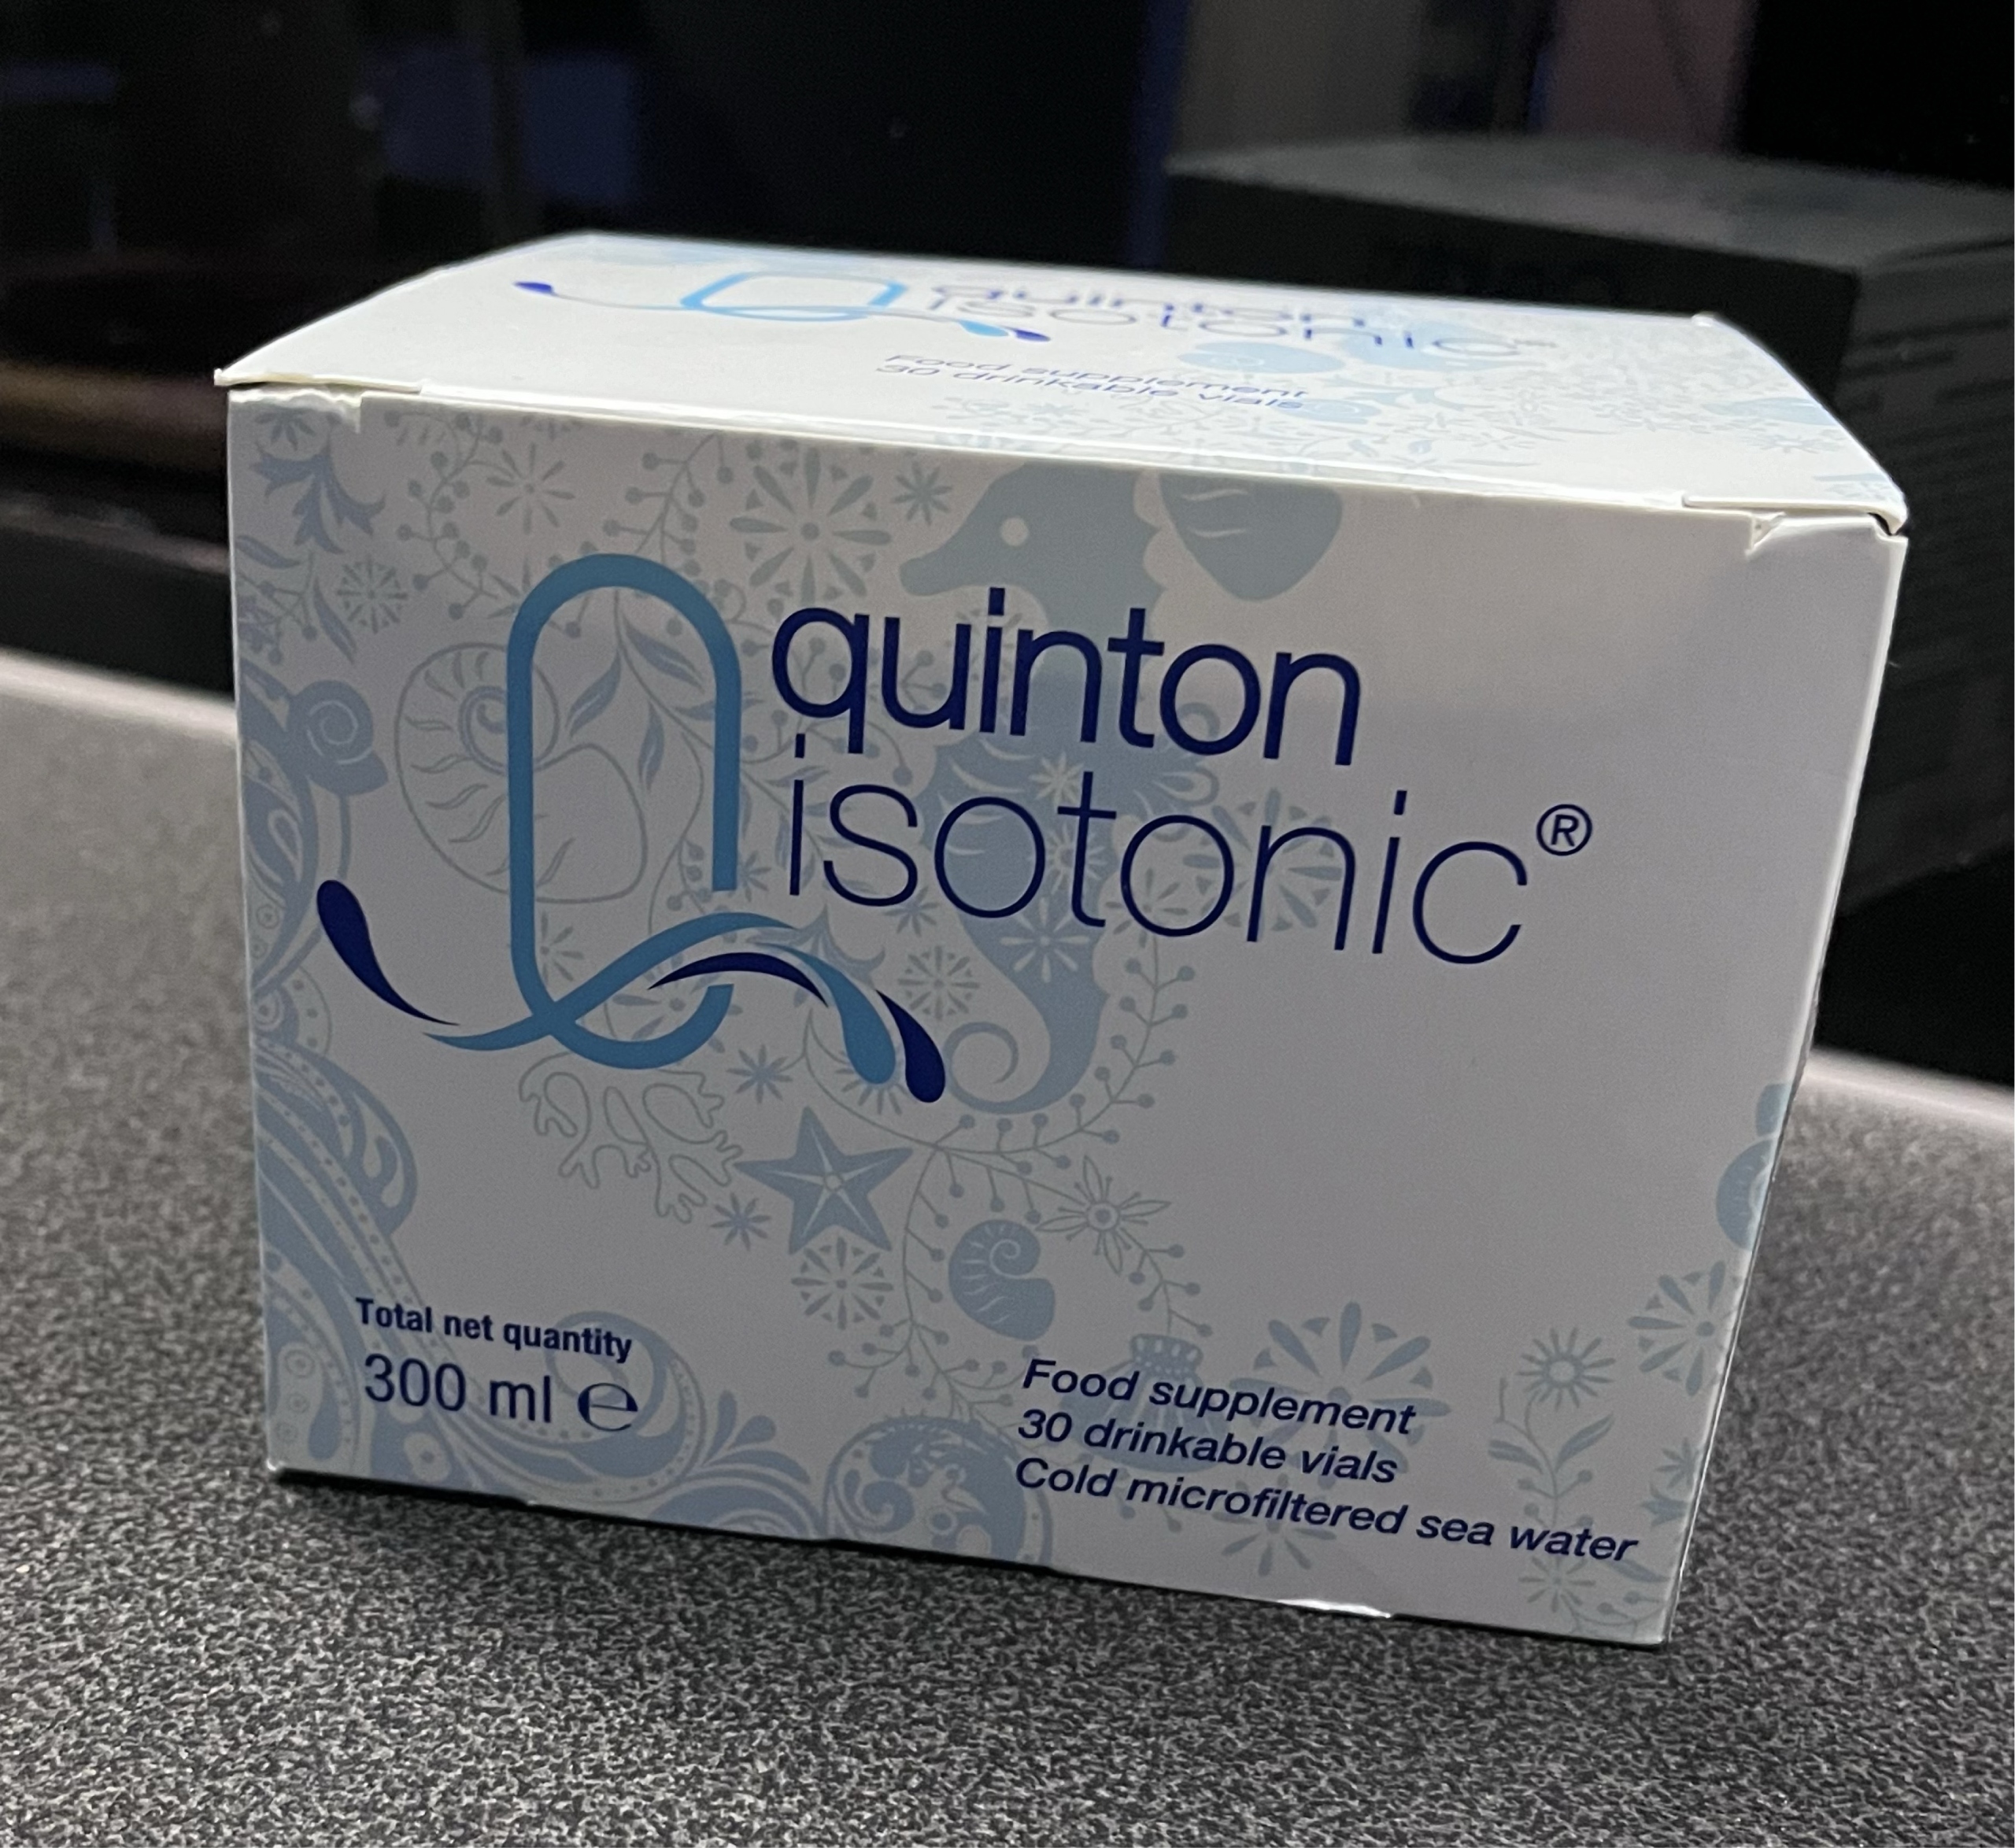 quinton
isotonic
Food supplement
30 drinkable vials
quinton
isotonic®
Total net quantity
300 ml ℮
Food supplement
30 drinkable vials
Cold microfiltered sea water